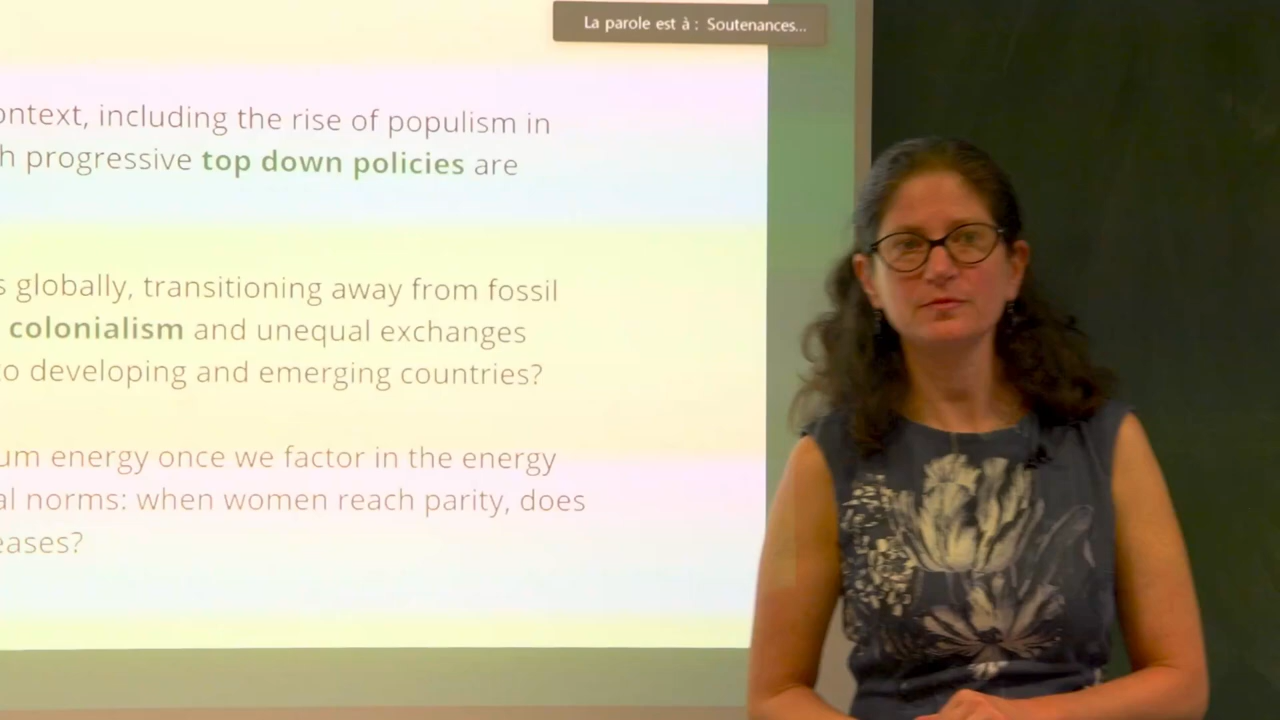 La parole est à : Soutenances...
ontext, including the rise of populism in
h progressive top down policies are
s globally, transitioning away from fossil
colonialism and unequal exchanges
o developing and emerging countries?
um energy once we factor in the energy
al norms: when women reach parity, does
eases?